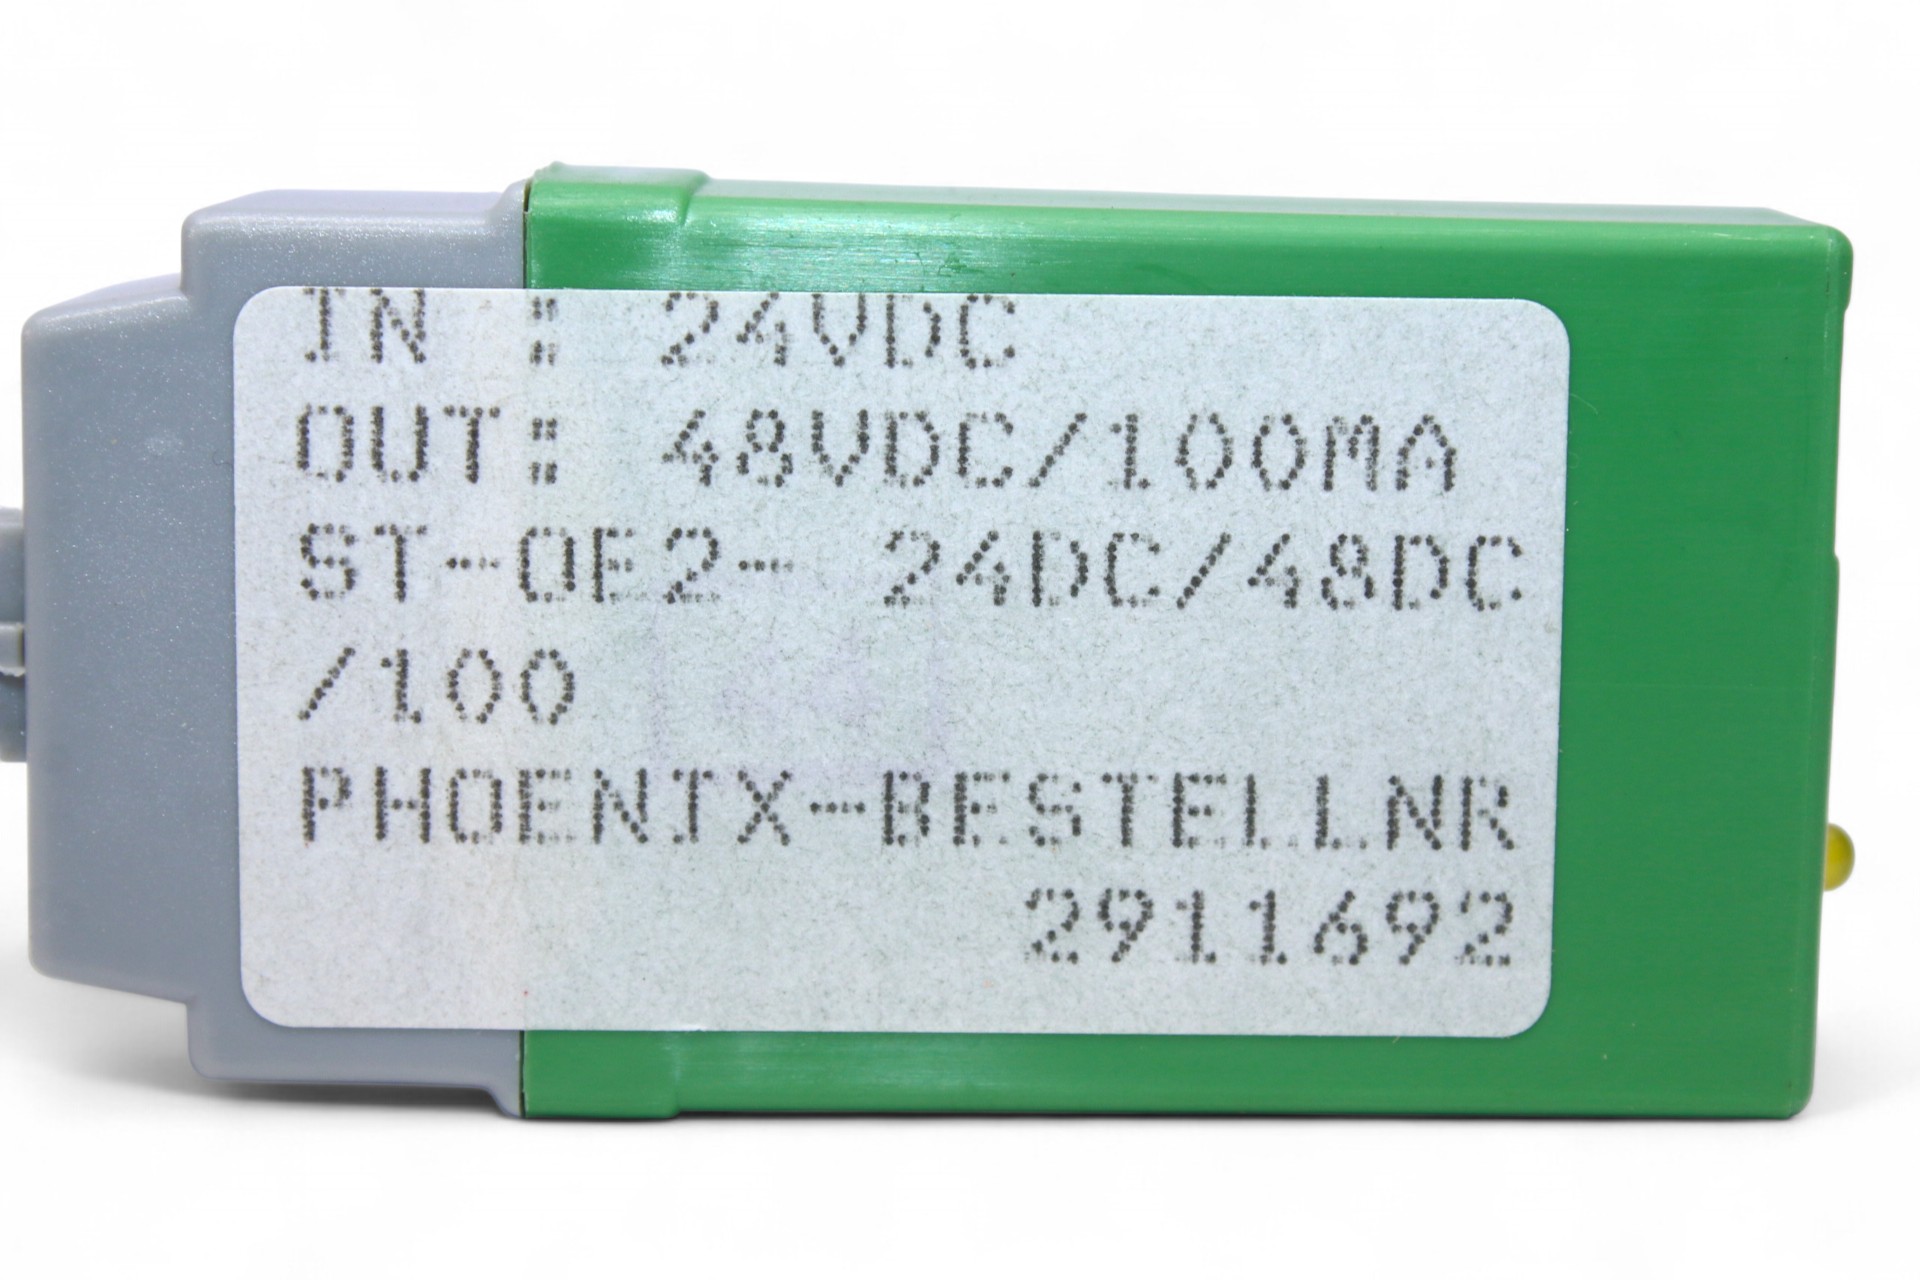 IN : 24VDC
OUT: 48VDC/100MA
ST-OE2- 24DC/48DC
/100
PHOENIX-BESTELLNR
2911692